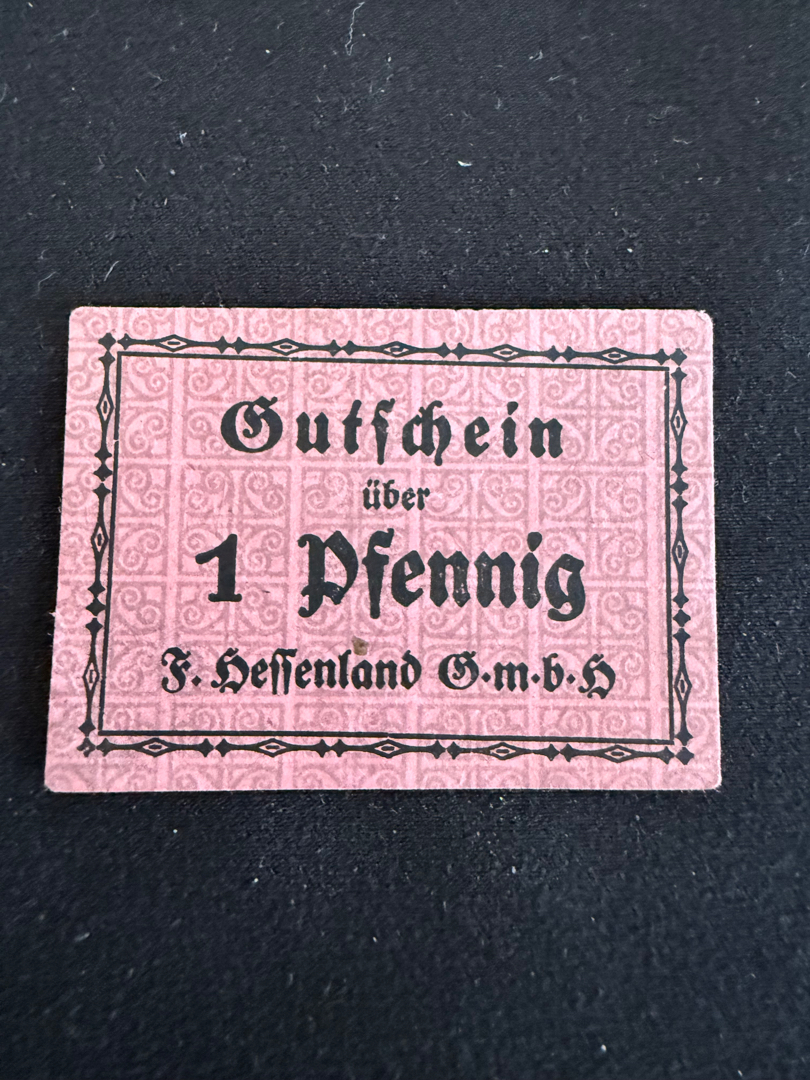 Gutschein
über
1 Pfennig
F. Hessenland G.m.b.H